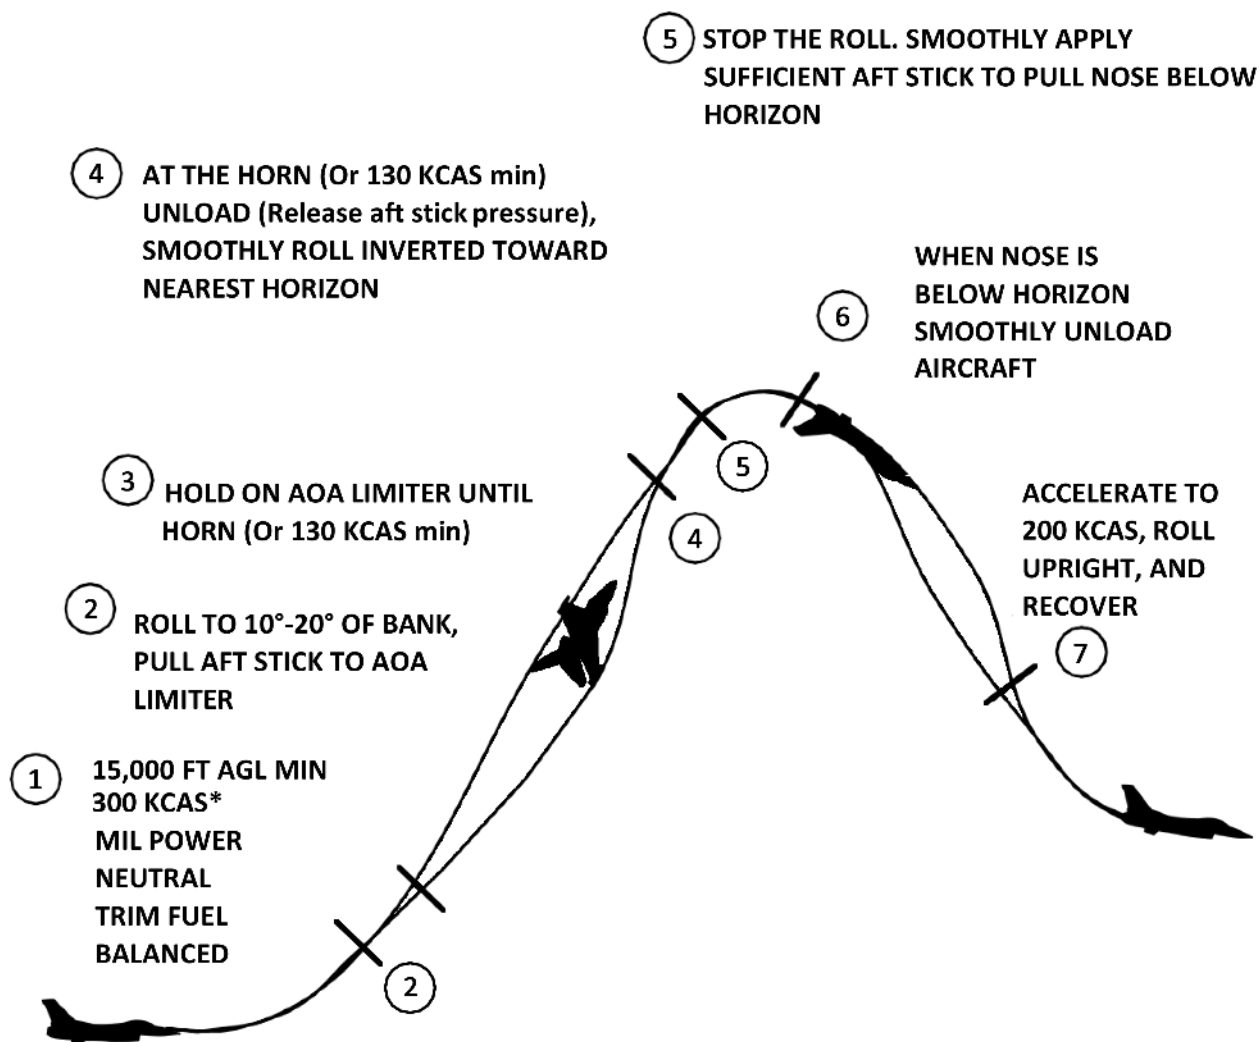 5 STOP THE ROLL. SMOOTHLY APPLY
SUFFICIENT AFT STICK TO PULL NOSE BELOW
HORIZON
4 AT THE HORN (Or 130 KCAS min)
UNLOAD (Release aft stick pressure),
SMOOTHLY ROLL INVERTED TOWARD
NEAREST HORIZON
6
WHEN NOSE IS
BELOW HORIZON
SMOOTHLY UNLOAD
AIRCRAFT
3 HOLD ON AOA LIMITER UNTIL
HORN (Or 130 KCAS min)
5
4
ACCELERATE TO
200 KCAS, ROLL
UPRIGHT, AND
RECOVER
7
2 ROLL TO 10°-20° OF BANK,
PULL AFT STICK TO AOA
LIMITER
1 15,000 FT AGL MIN
300 KCAS*
MIL POWER
NEUTRAL
TRIM FUEL
BALANCED
2